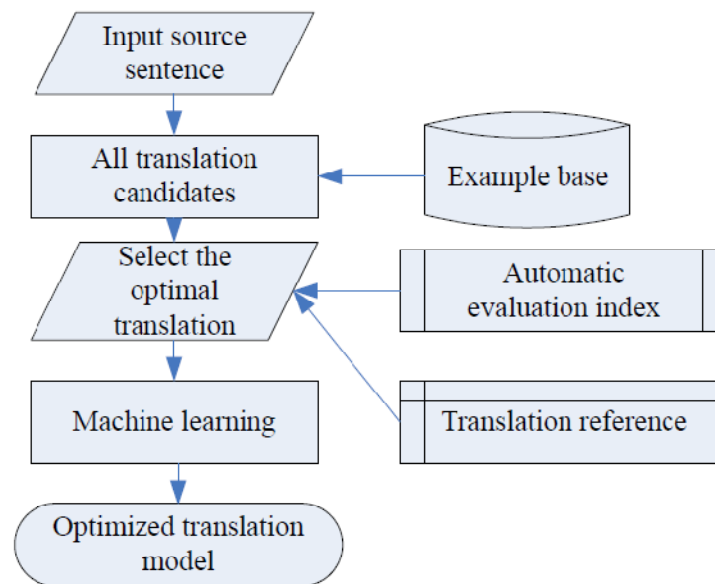 Input source
sentence
All translation
candidates
Example base
Select the
optimal
translation
Automatic
evaluation index
Machine learning
Translation reference
Optimized translation
model